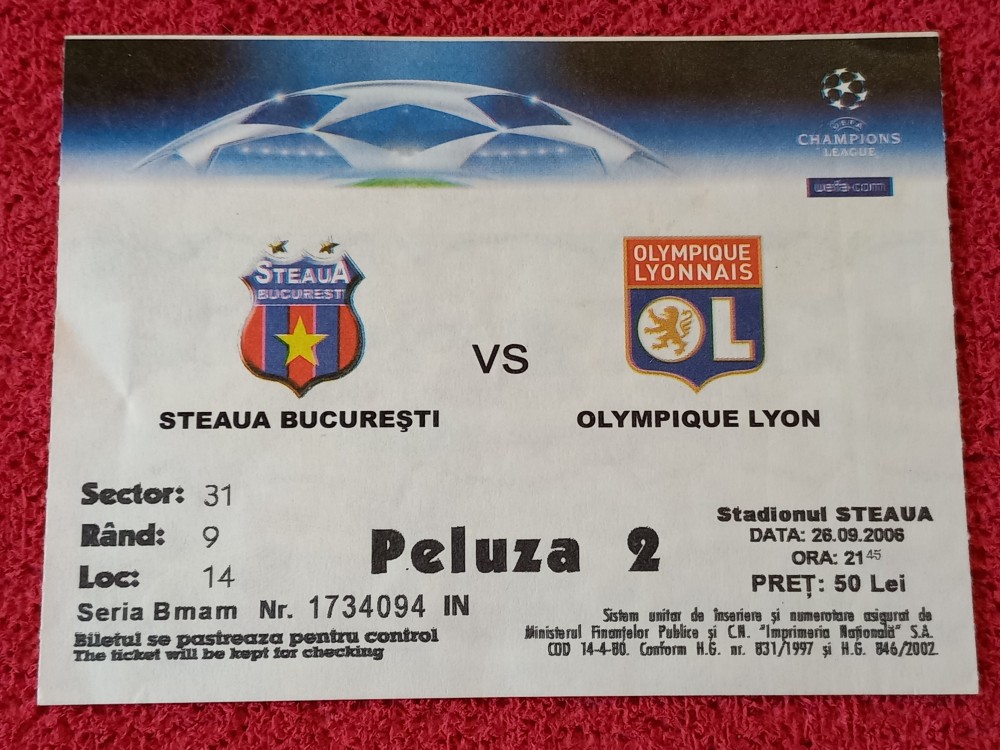 UEFA
CHAMPIONS
LEAGUE
uefa.com
STEAUA
BUCUREST
OLYMPIQUE
LYONNAIS
OL
VS
STEAUA BUCUREŞTI
OLYMPIQUE LYON
Sector: 31
Rând: 9
Loc: 14
Peluza 2
Stadionul STEAUA
DATA: 26.09.2006
ORA: 21 45
PREŢ: 50 Lei
Seria Bmam Nr. 1734094 IN
Biletul se pastreaza pentru control
The ticket will be kept for checking
Sistem unitar de înseriere şi numerotare asigurat de
Ministerul Finanţelor Publice şi C.N. "Imprimeria Naţională" S.A.
COD 14-4-80. Conform H.G. nr. 831/1997 şi H.G. 846/2002